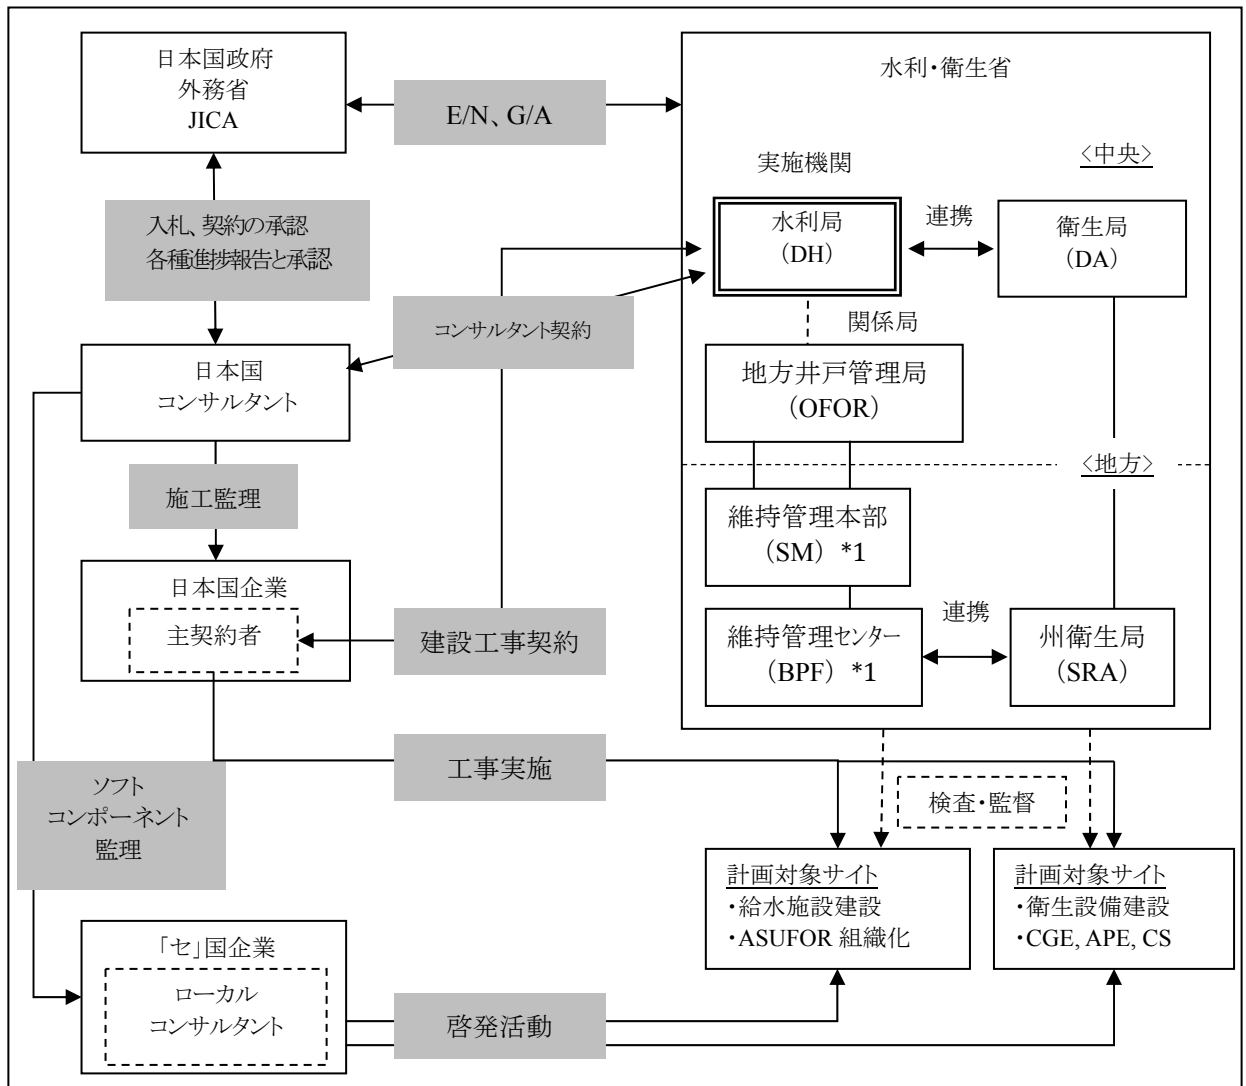 日本国政府
外務省
JICA
E/N、G/A
水利・衛生省
<中央>
実施機関
入札、契約の承認
各種進捗報告と承認
水利局
（DH）
連携
衛生局
（DA）
コンサルタント契約
関係局
日本国
コンサルタント
地方井戸管理局
（OFOR）
<地方>
施工監理
維持管理本部
（SM）*1
日本国企業
主契約者
建設工事契約
維持管理センター
（BPF）*1
連携
州衛生局
（SRA）
工事実施
ソフト
コンポーネント
監理
検査・監督
計画対象サイト
・給水施設建設
・ASUFOR 組織化
計画対象サイト
・衛生設備建設
・CGE, APE, CS
「セ」国企業
ローカル
コンサルタント
啓発活動